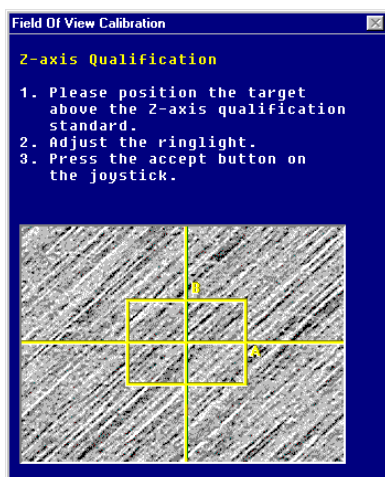 Field Of View Calibration
Z-axis Qualification
1. Please position the target
above the Z-axis qualification
standard.
2. Adjust the ringlight.
3. Press the accept button on
the joystick.
B
A